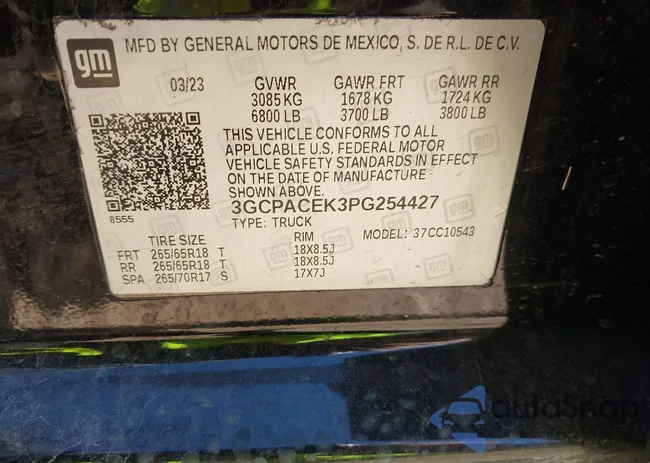 gm
MFD BY GENERAL MOTORS DE MEXICO, S. DE R.L. DE C.V.
03/23 GVWR GAWR FRT GAWR RR
3085 KG 1678 KG 1724 KG
6800 LB 3700 LB 3800 LB
THIS VEHICLE CONFORMS TO ALL
APPLICABLE U.S. FEDERAL MOTOR
VEHICLE SAFETY STANDARDS IN EFFECT
ON THE DATE OF MANUFACTURE
SHOWN ABOVE.
8555
3GCPACEK3PG254427
TYPE: TRUCK
TIRE SIZE RIM MODEL: 37CC10543
FRT 265/65R18 T 18X8.5J
RR 265/65R18 T 18X8.5J
SPA 265/70R17 S 17X7J
autoSnap